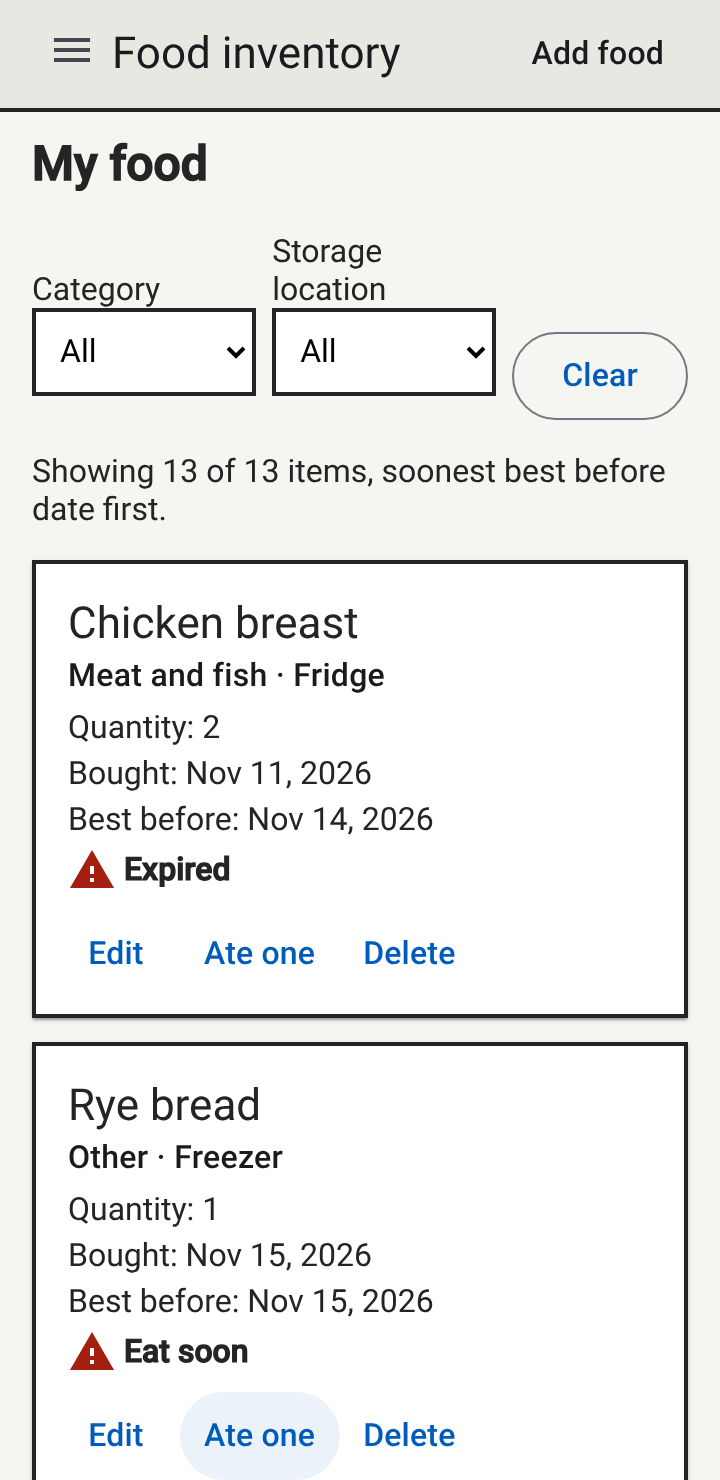 Food inventory
Add food
My food
Category
Storage
location
All
All
Clear
Showing 13 of 13 items, soonest best before
date first.
Chicken breast
Meat and fish · Fridge
Quantity: 2
Bought: Nov 11, 2026
Best before: Nov 14, 2026
Expired
Edit
Ate one
Delete
Rye bread
Other · Freezer
Quantity: 1
Bought: Nov 15, 2026
Best before: Nov 15, 2026
Eat soon
Edit
Ate one
Delete